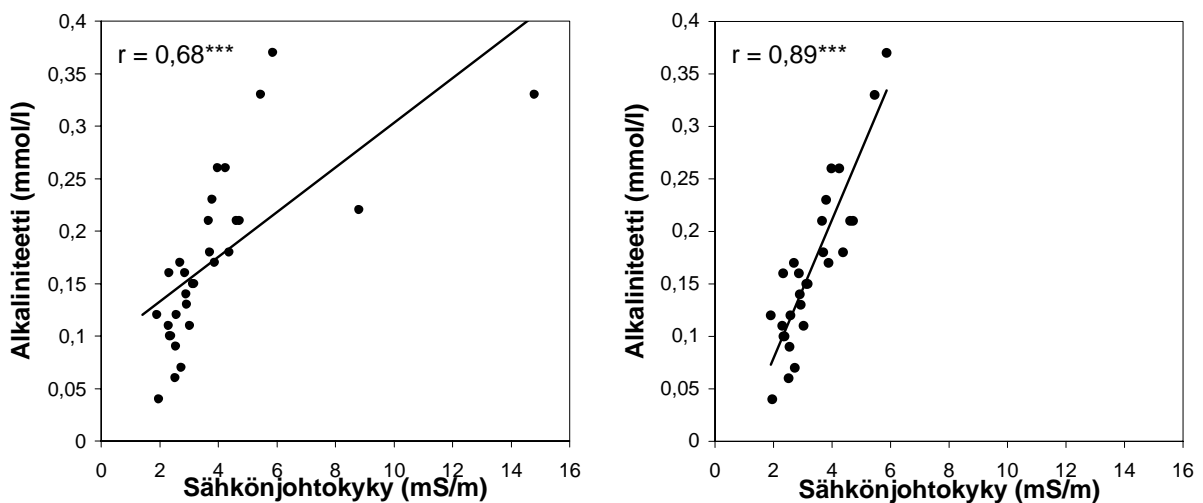 r = 0,68***
Alkaliniteetti (mmol/l)
0,4
0,35
0,3
0,25
0,2
0,15
0,1
0,05
0
0 2 4 6 8 10 12 14 16
Sähkönjohtokyky (mS/m)
r = 0,89***
Alkaliniteetti (mmol/l)
0,4
0,35
0,3
0,25
0,2
0,15
0,1
0,05
0
0 2 4 6 8 10 12 14 16
Sähkönjohtokyky (mS/m)